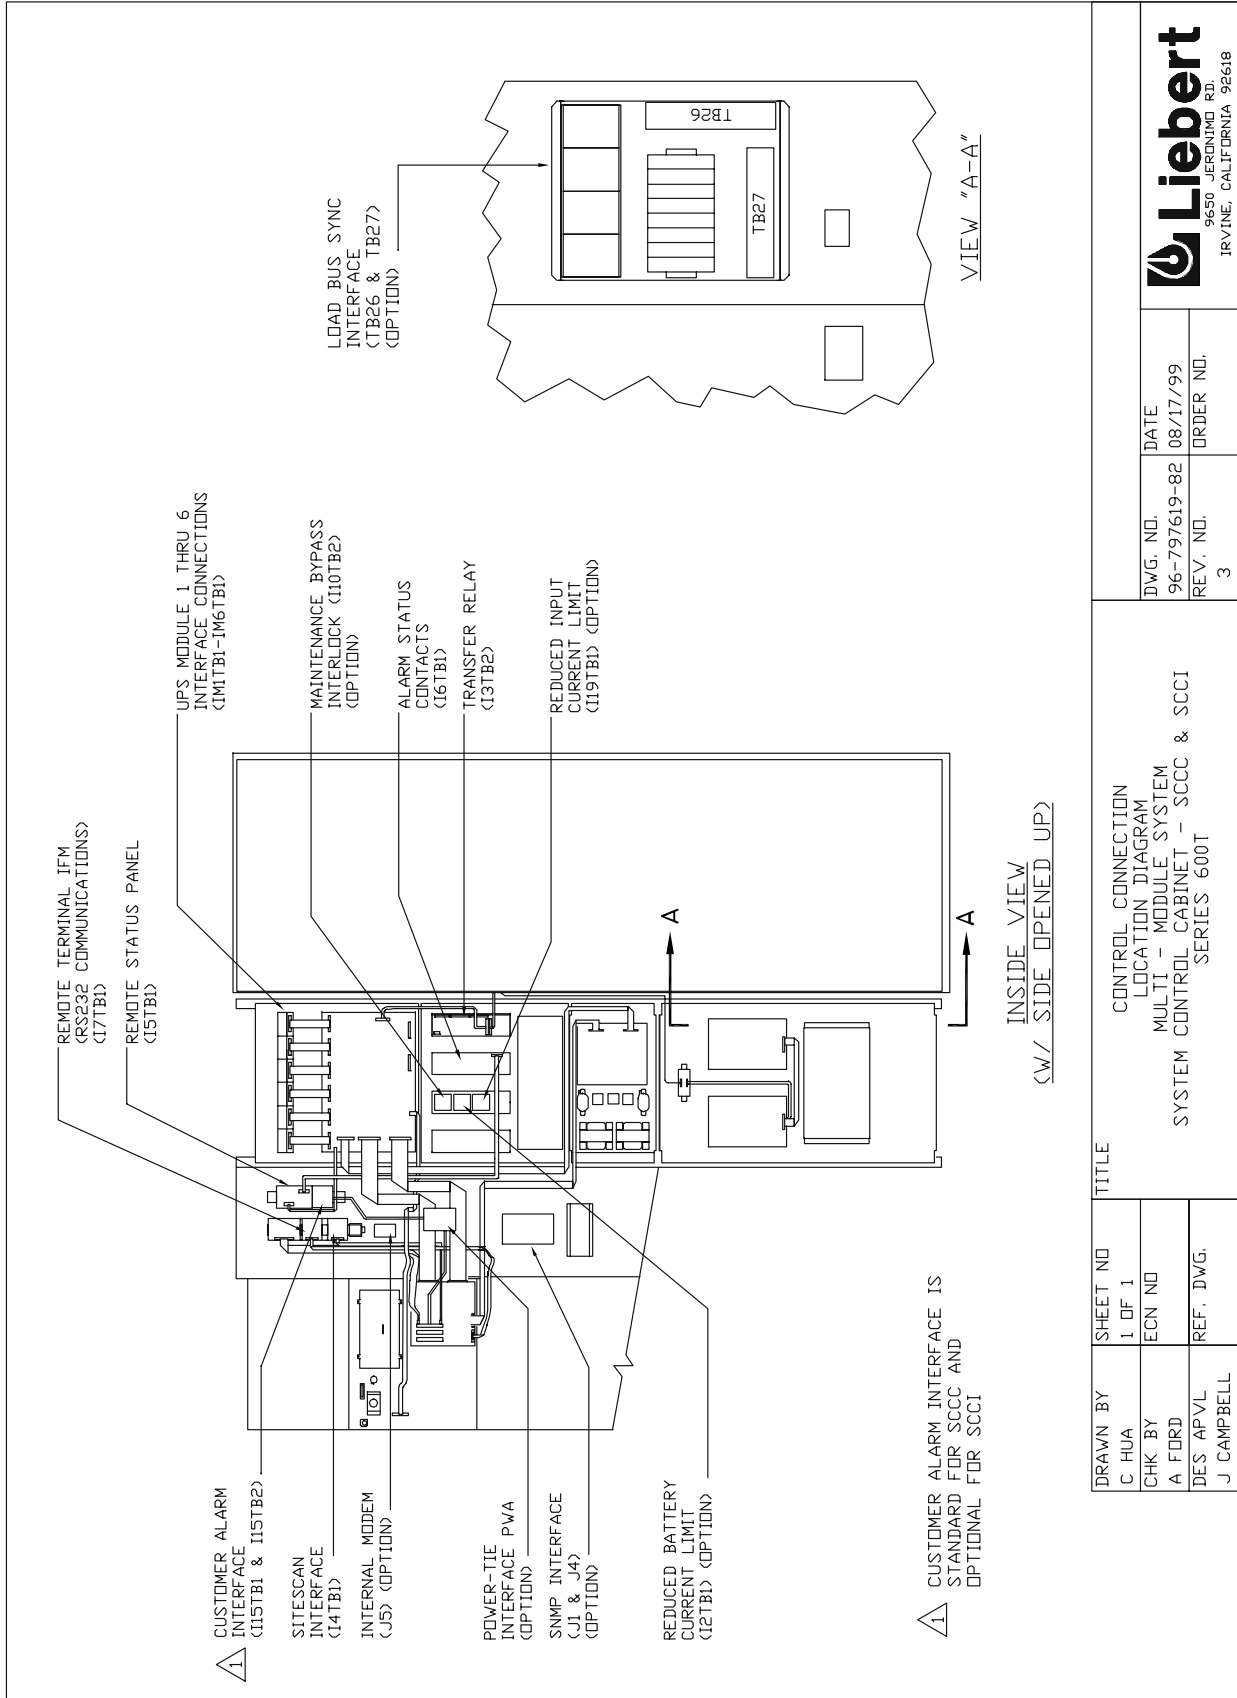 REMOTE TERMINAL IFM
(RS232 COMMUNICATIONS)
(I7TB1)
REMOTE STATUS PANEL
(I5TB1)
UPS MODULE 1 THRU 6
INTERFACE CONNECTIONS
(IM1TB1-IM6TB1)
MAINTENANCE BYPASS
INTERLOCK (I10TB2)
(OPTION)
ALARM STATUS
CONTACTS
(I6TB1)
TRANSFER RELAY
(I3TB2)
REDUCED INPUT
CURRENT LIMIT
(I19TB1) (OPTION)
LOAD BUS SYNC
INTERFACE
(TB26 & TB27)
(OPTION)
TB26
TB27
VIEW "A-A"
1
CUSTOMER ALARM
INTERFACE
(I15TB1 & I15TB2)
SITESCAN
INTERFACE
(I4TB1)
INTERNAL MODEM
(J5) (OPTION)
POWER-TIE
INTERFACE PWA
(OPTION)
SNMP INTERFACE
(J1 & J4)
(OPTION)
REDUCED BATTERY
CURRENT LIMIT
(I2TB1) (OPTION)
A
A
INSIDE VIEW
(W/ SIDE OPENED UP)
1
CUSTOMER ALARM INTERFACE IS
STANDARD FOR SCCC AND
OPTIONAL FOR SCCI
DRAWN BY
C HUA
CHK BY
A FORD
DES APVL
J CAMPBELL
SHEET NO
1 OF 1
ECN NO
REF. DWG.
TITLE
CONTROL CONNECTION
LOCATION DIAGRAM
MULTI - MODULE SYSTEM
SYSTEM CONTROL CABINET - SCCC & SCCI
SERIES 600T
DWG. NO.
96-797619-82
DATE
08/17/99
REV. NO.
3
ORDER NO.
Liebert
9650 JERONIMO RD.
IRVINE, CALIFORNIA 92618